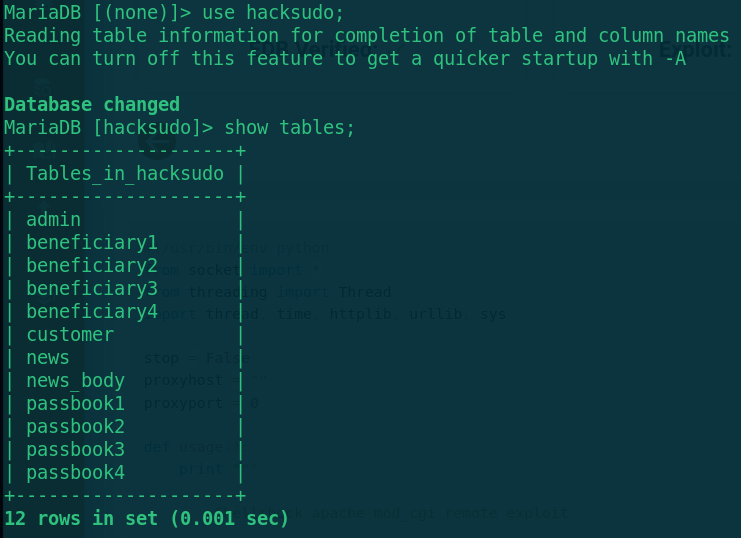 MariaDB [(none)]> use hacksudo;
Reading table information for completion of table and column names
You can turn off this feature to get a quicker startup with -A
Database changed
MariaDB [hacksudo]> show tables;
+--------------------+
| Tables_in_hacksudo |
+--------------------+
| admin              |
| beneficiary1       |
| beneficiary2       |
| beneficiary3       |
| beneficiary4       |
| customer           |
| news               |
| news_body          |
| passbook1          |
| passbook2          |
| passbook3          |
| passbook4          |
+--------------------+
12 rows in set (0.001 sec)